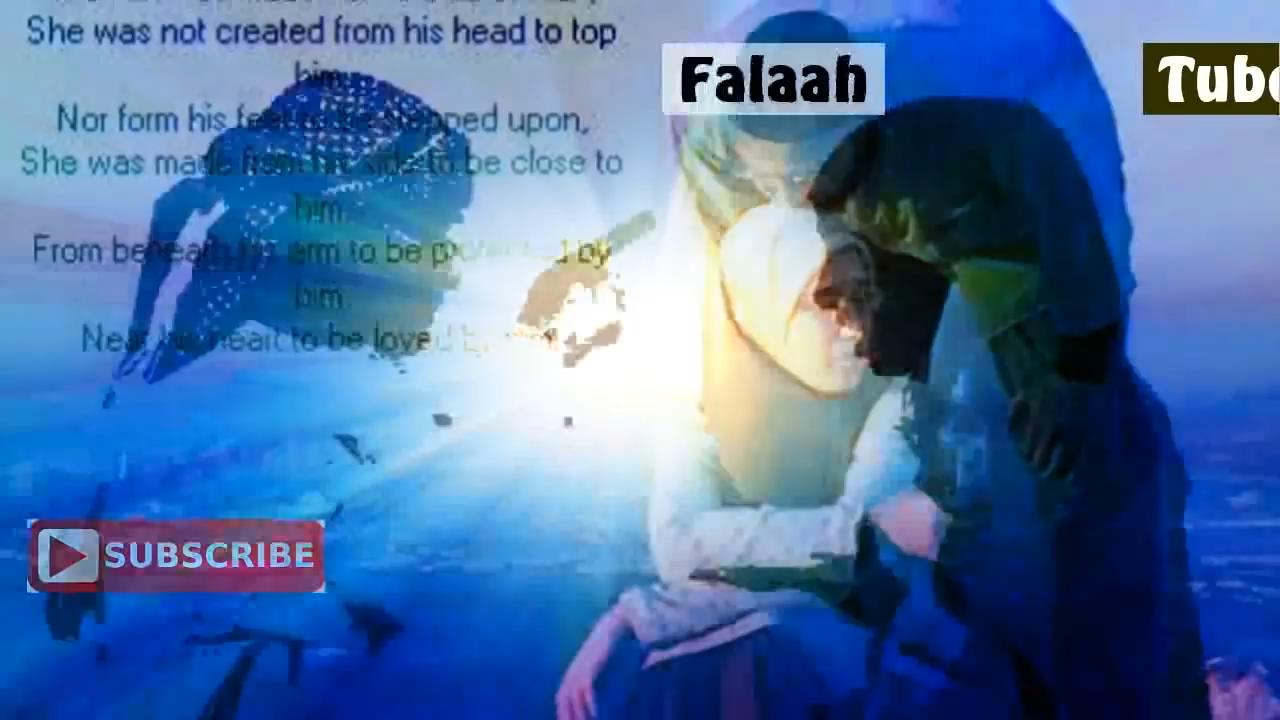 She was not created from his head to top
him
Nor form his feet to be stepped upon,
She was made from his side to be close to
him.
From beneath his arm to be protected by
him.
Near his heart to be loved by
Falaah
Tube
SUBSCRIBE